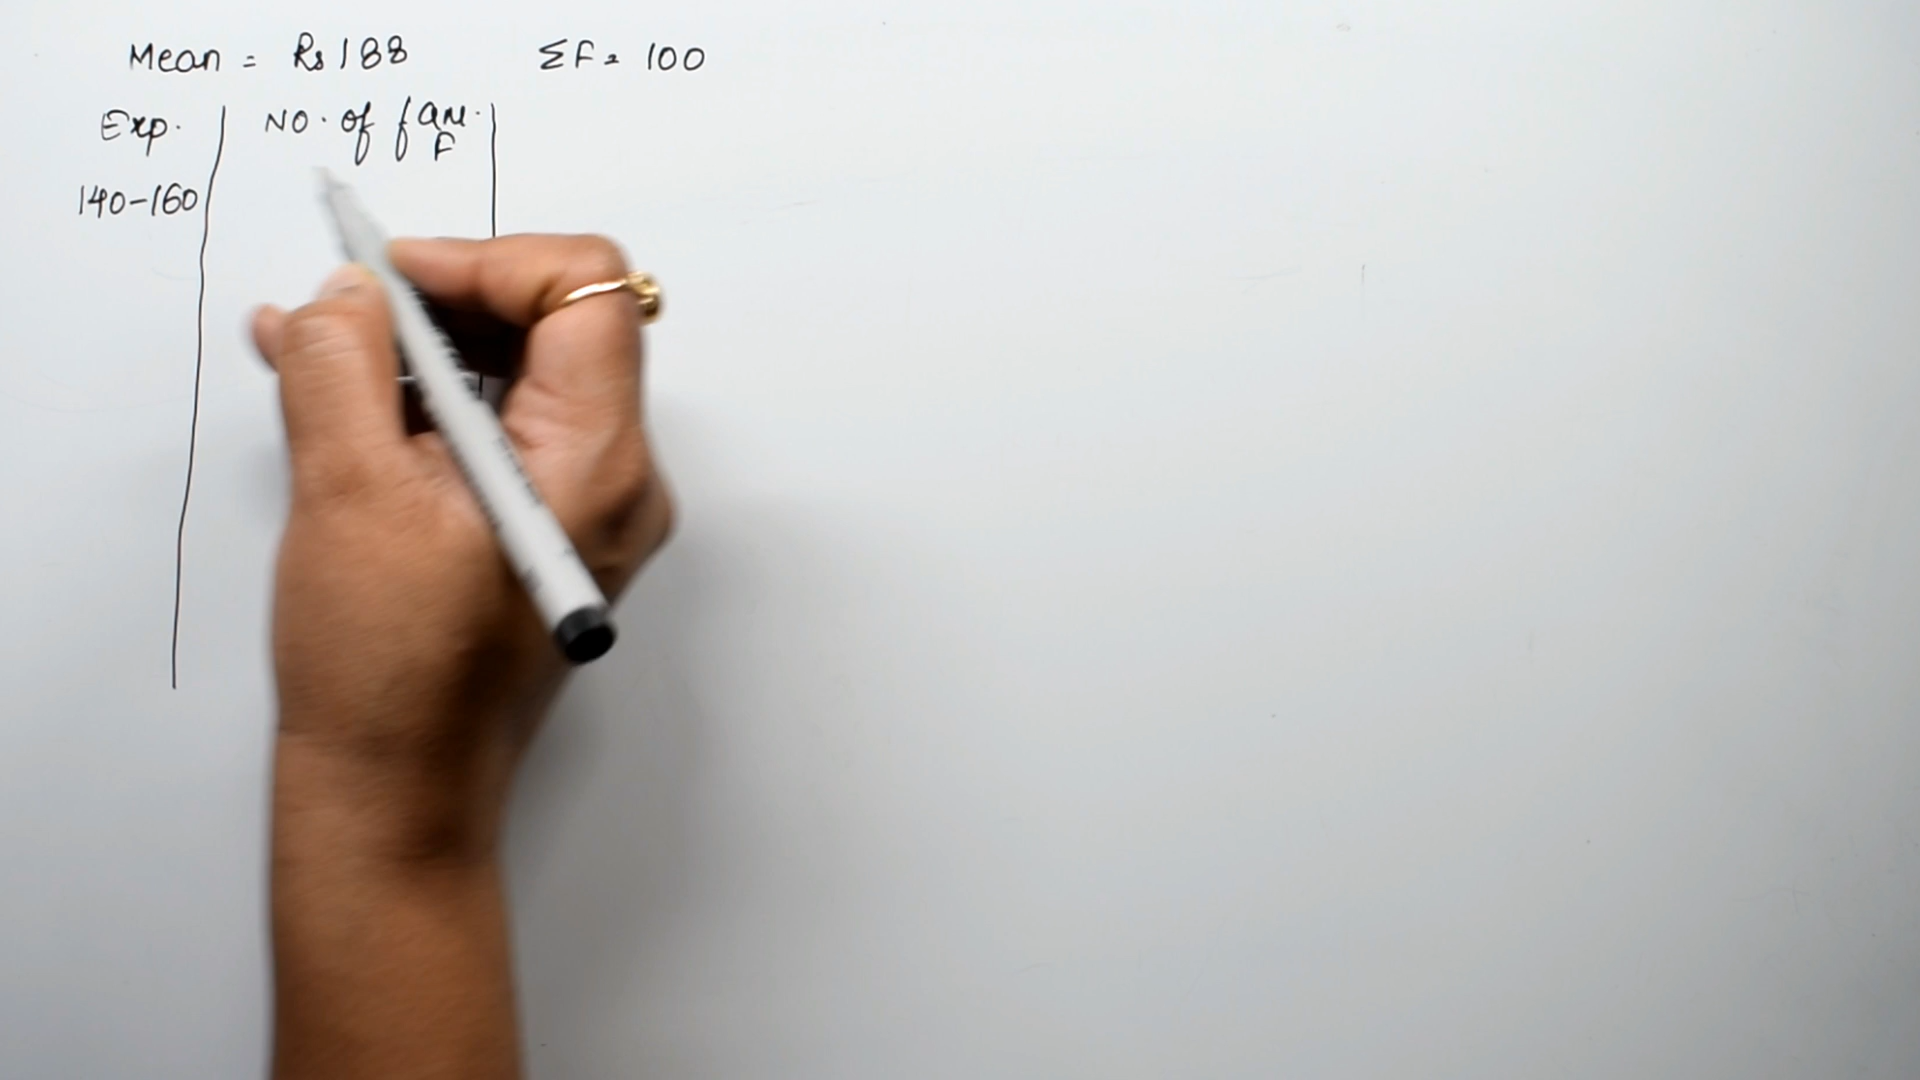 Mean = Rs 188 ΣF = 100
Exp. No. of fam.
F
140-160